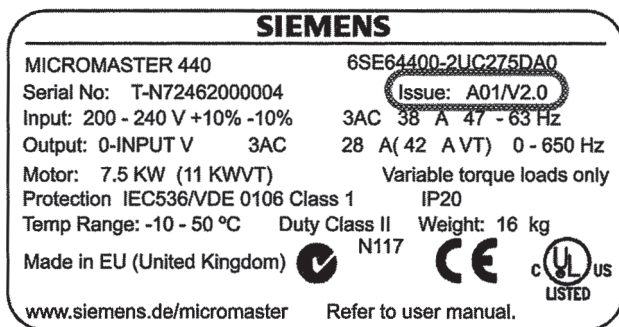 SIEMENS
MICROMASTER 440 6SE64400-2UC275DA0
Serial No: T-N72462000004 Issue: A01/V2.0
Input: 200 - 240 V +10% -10% 3AC 38 A 47 - 63 Hz
Output: 0-INPUT V 3AC 28 A( 42 A VT) 0 - 650 Hz
Motor: 7.5 KW (11 KWVT) Variable torque loads only
Protection IEC536/VDE 0106 Class 1 IP20
Temp Range: -10 - 50 ºC Duty Class II Weight: 16 kg
Made in EU (United Kingdom) N117 CE C UL US LISTED
www.siemens.de/micromaster Refer to user manual.